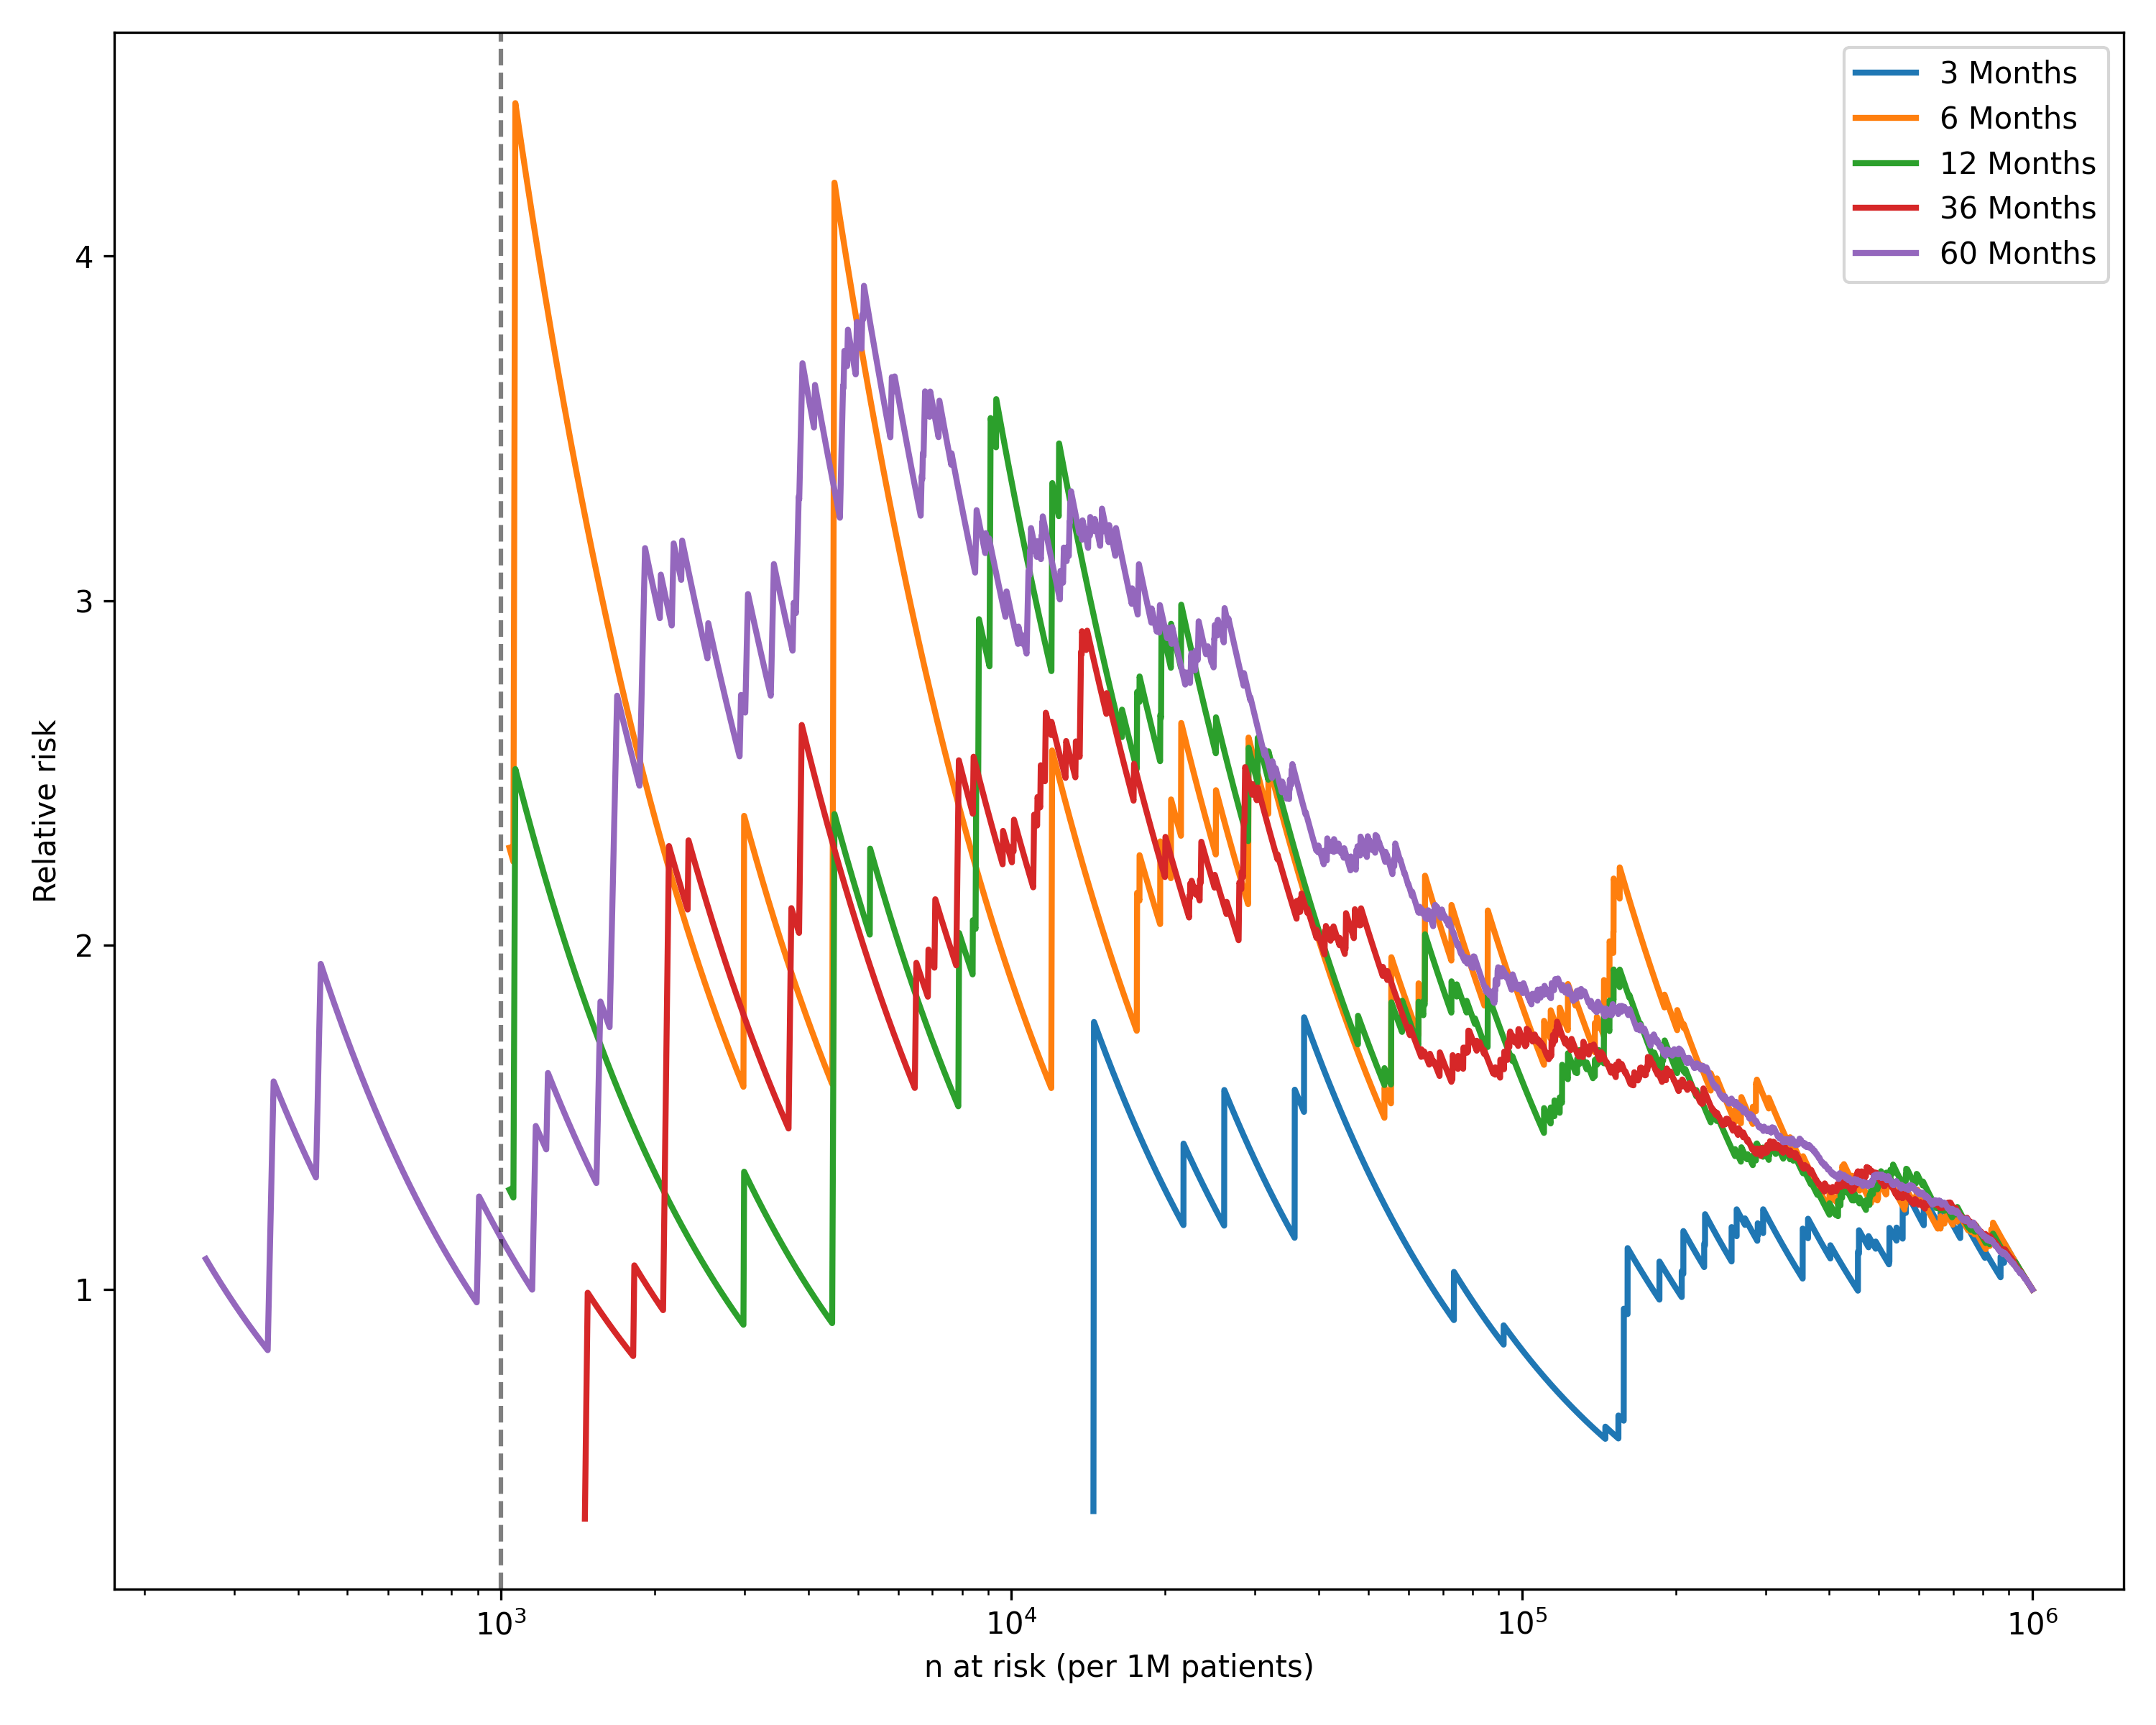 3 Months
6 Months
12 Months
36 Months
60 Months
4
3
2
1
Relative risk
10³
10⁴
10⁵
10⁶
n at risk (per 1M patients)